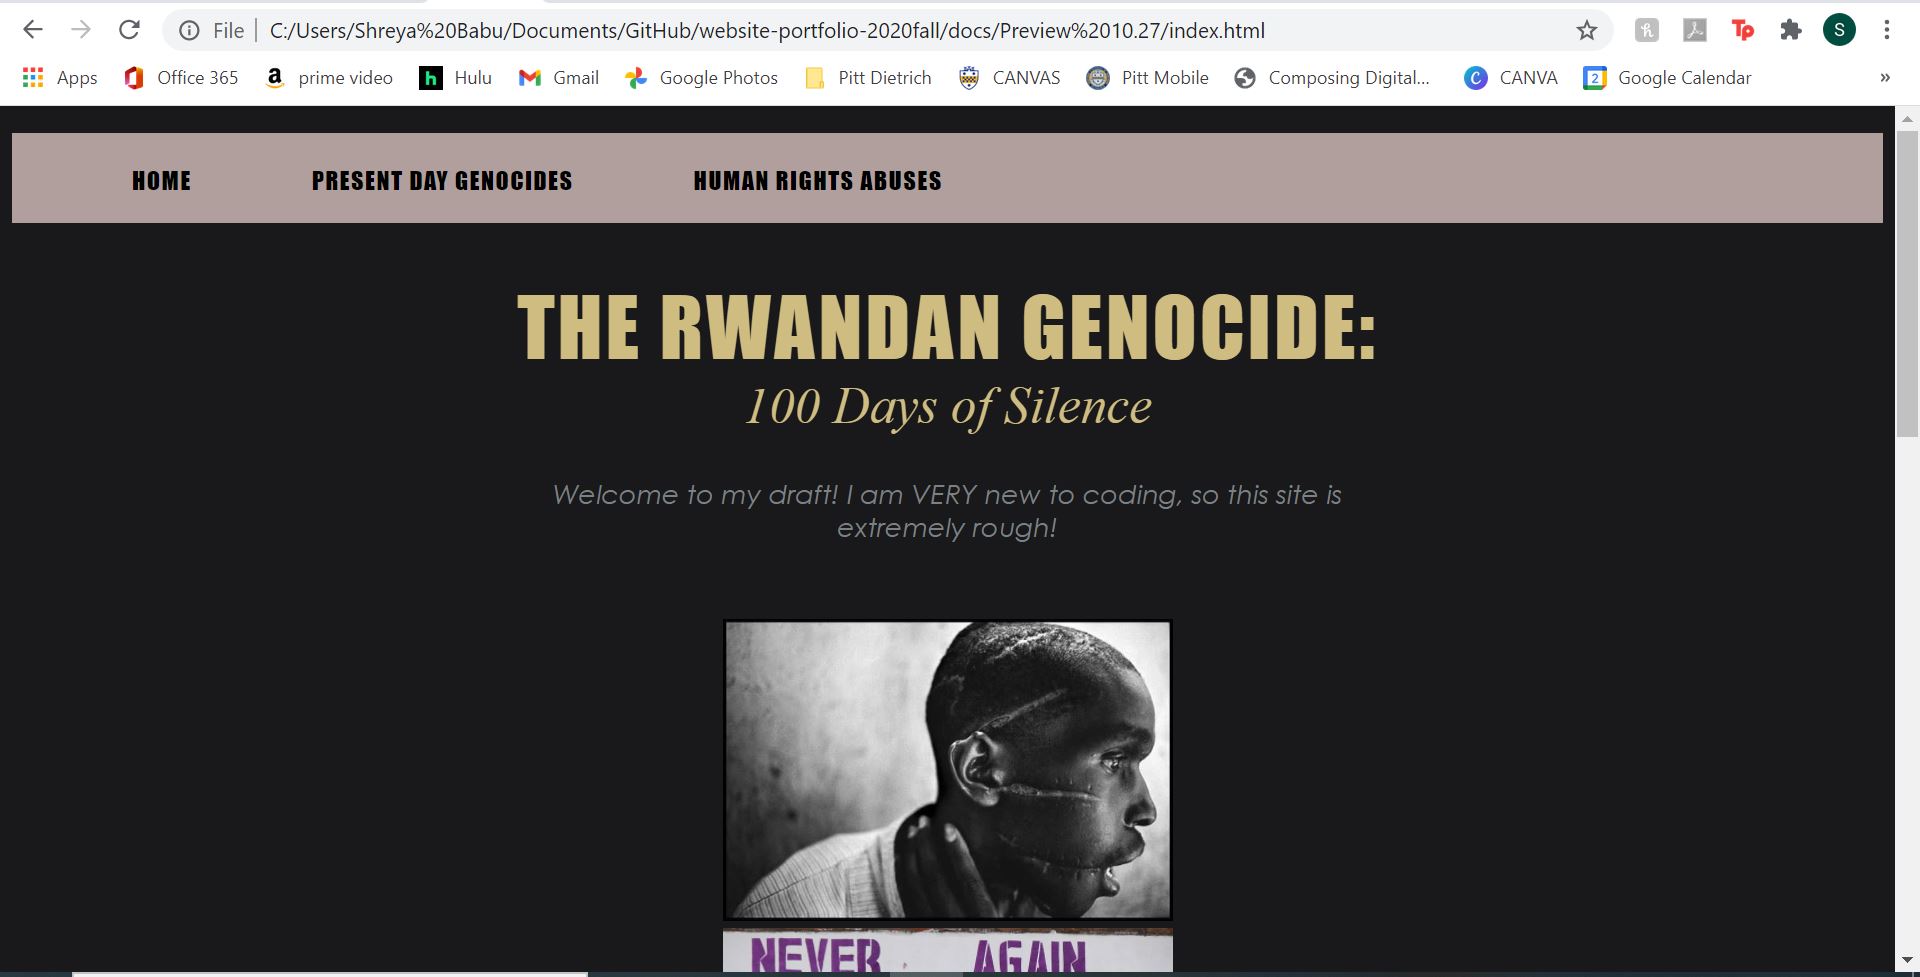 File | C:/Users/Shreya%20Babu/Documents/GitHub/website-portfolio-2020fall/docs/Preview%2010.27/index.html
Tp
S
Apps Office 365 prime video Hulu Gmail Google Photos Pitt Dietrich CANVAS Pitt Mobile Composing Digital... CANVA Google Calendar »
HOME PRESENT DAY GENOCIDES HUMAN RIGHTS ABUSES
THE RWANDAN GENOCIDE:
100 Days of Silence
Welcome to my draft! I am VERY new to coding, so this site is
extremely rough!
NEVER AGAIN